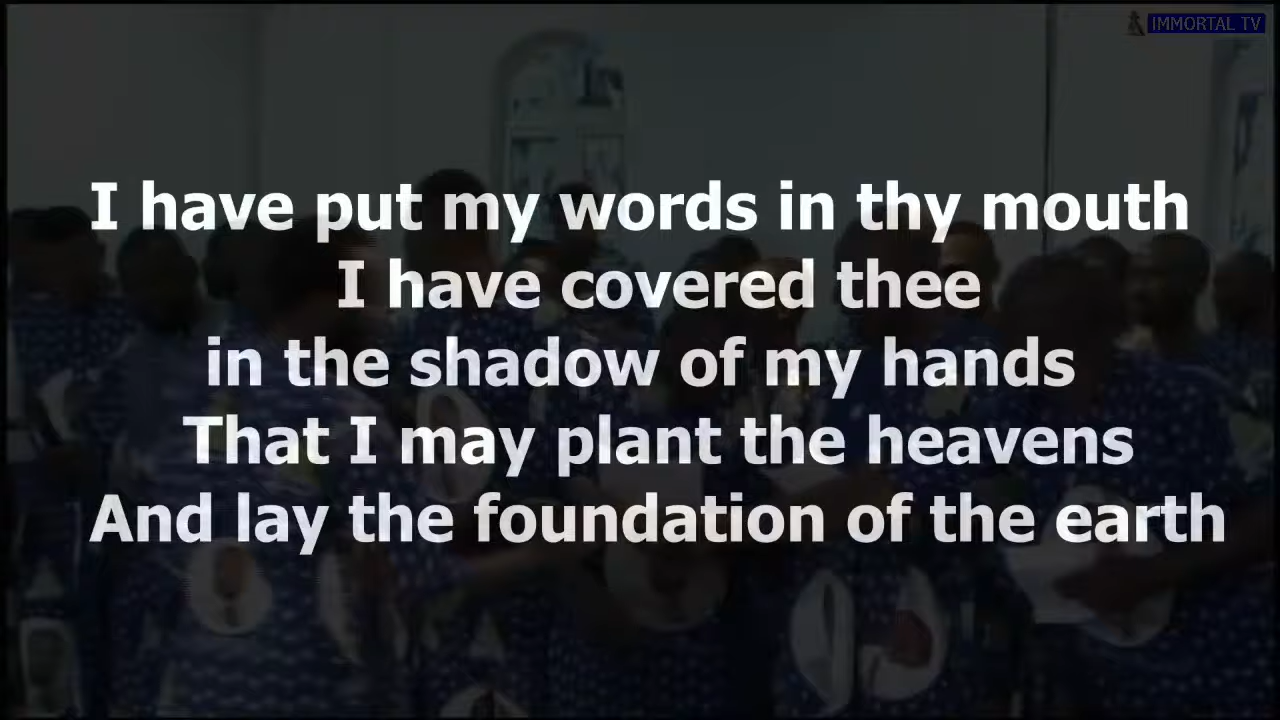 IMMORTAL TV
I have put my words in thy mouth
I have covered thee
in the shadow of my hands
That I may plant the heavens
And lay the foundation of the earth